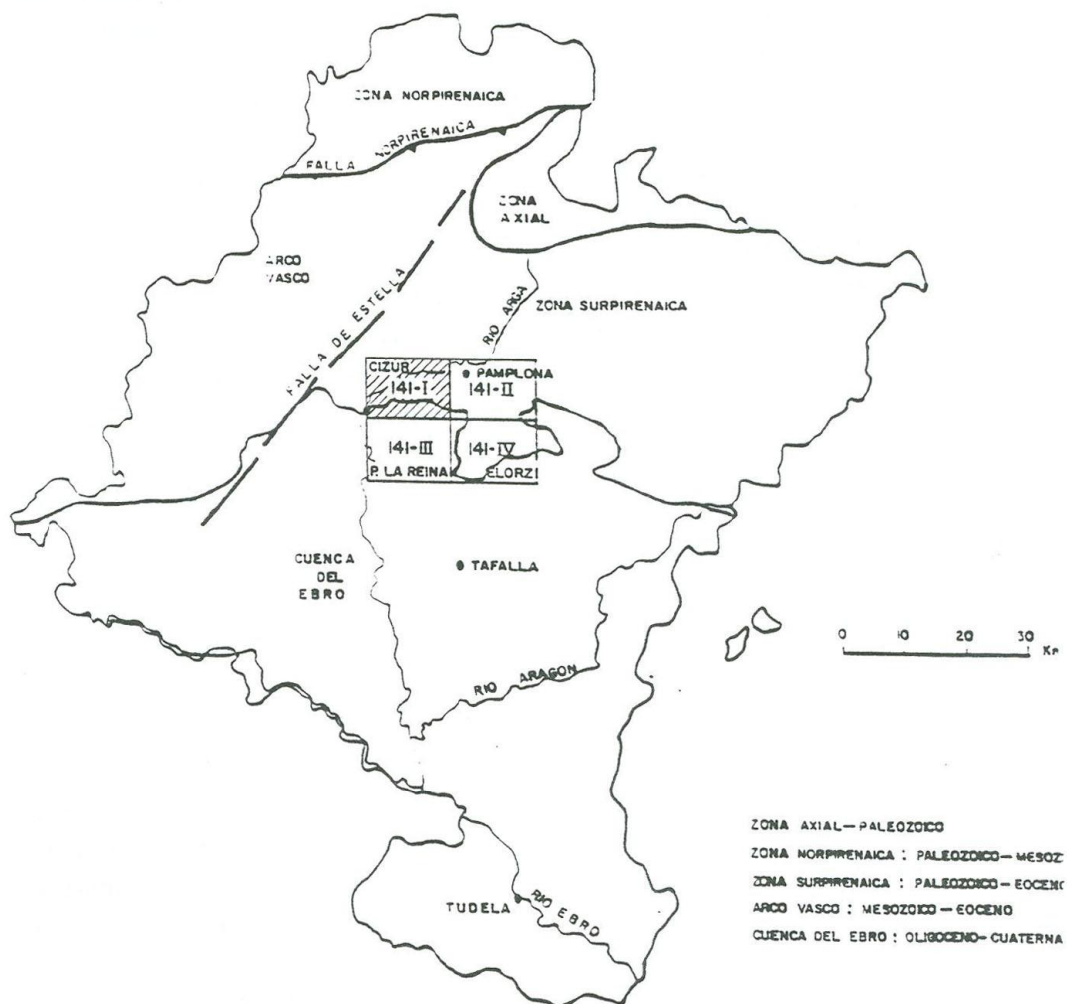 ZONA NORPIRENAICA
FALLA NORPIRENAICA
ZONA
AXIAL
ARCO
VASCO
FALLA DE ESTELLA
RIO ARGA
ZONA SURPIRENAICA
CIZUR
PAMPLONA
141-I
141-II
141-III
141-IV
P. LA REINA
ELORZ
CUENCA
DEL
EBRO
TAFALLA
0 10 20 30 Km
RIO ARAGON
TUDELA
RIO EBRO
ZONA AXIAL-PALEOZOICO
ZONA NORPIRENAICA : PALEOZOICO-MESOZ
ZONA SURPIRENAICA : PALEOZOICO-EOCENO
ARCO VASCO : MESOZOICO-EOCENO
CUENCA DEL EBRO : OLIGOCENO-CUATERNA